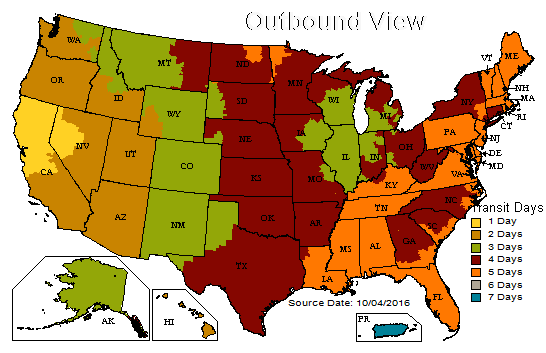 Outbound View
WA
MT
ND
MN
VT
ME
OR
ID
SD
WI
MI
NY
NH
MA
RI
CT
WY
NE
IA
PA
NJ
NV
UT
CO
IL
IN
OH
DE
MD
CA
KS
MO
WV
VA
KY
AZ
NM
OK
AR
TN
NC
SC
TX
LA
MS
AL
GA
FL
AK
HI
PR
Transit Days
1 Day
2 Days
3 Days
4 Days
5 Days
6 Days
7 Days
Source Date: 10/04/2016